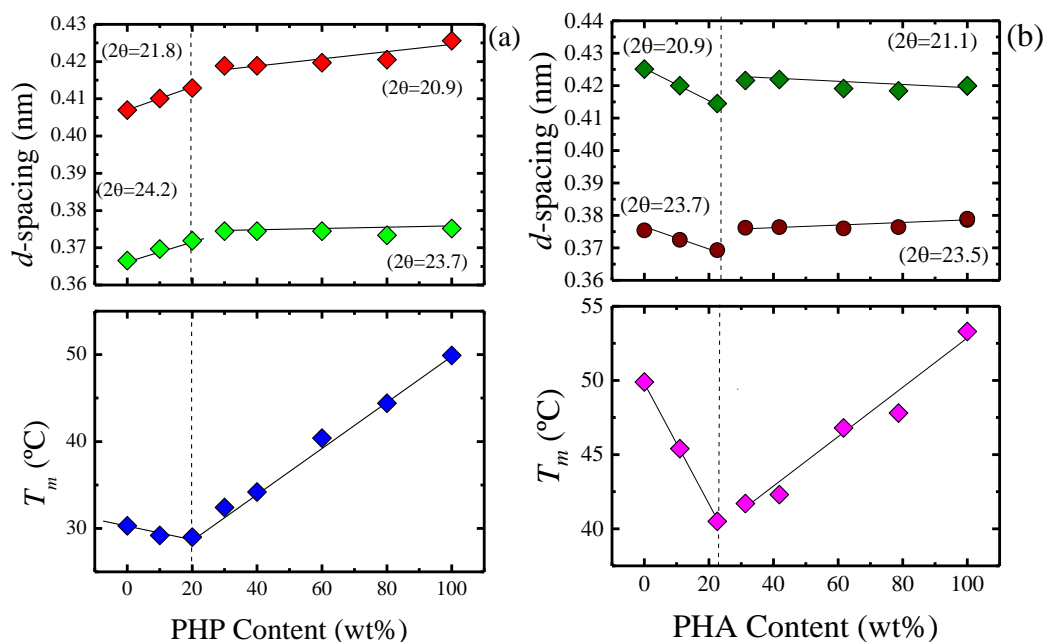 (a)
0.43
0.42
0.41
0.40
0.39
0.38
0.37
0.36
d-spacing (nm)
(2θ=21.8)
(2θ=20.9)
(2θ=24.2)
(2θ=23.7)
50
40
30
T_m (ºC)
0 20 40 60 80 100
PHP Content (wt%)
(b)
0.44
0.43
0.42
0.41
0.40
0.39
0.38
0.37
0.36
d-spacing (nm)
(2θ=20.9)
(2θ=21.1)
(2θ=23.7)
(2θ=23.5)
55
50
45
40
T_m (ºC)
0 20 40 60 80 100
PHA Content (wt%)